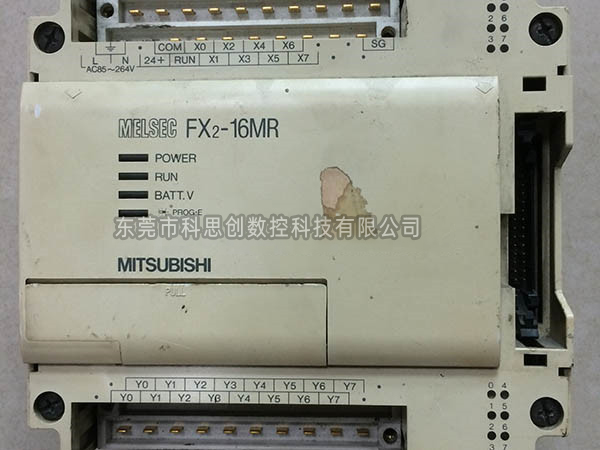 COM X0 X2 X4 X6 SG
L N 24+ RUN X1 X3 X5 X7
AC85~264V
2 6
3 7
MELSEC FX2-16MR
POWER
RUN
BATT.V
PROG-E
东莞市科思创数控科技有限公司
MITSUBISHI
PULL
Y0 Y1 Y2 Y3 Y4 Y5 Y6 Y7
Y0 Y1 Y2 Y3 Y4 Y5 Y6 Y7
0 4
1 5
2 6
3 7